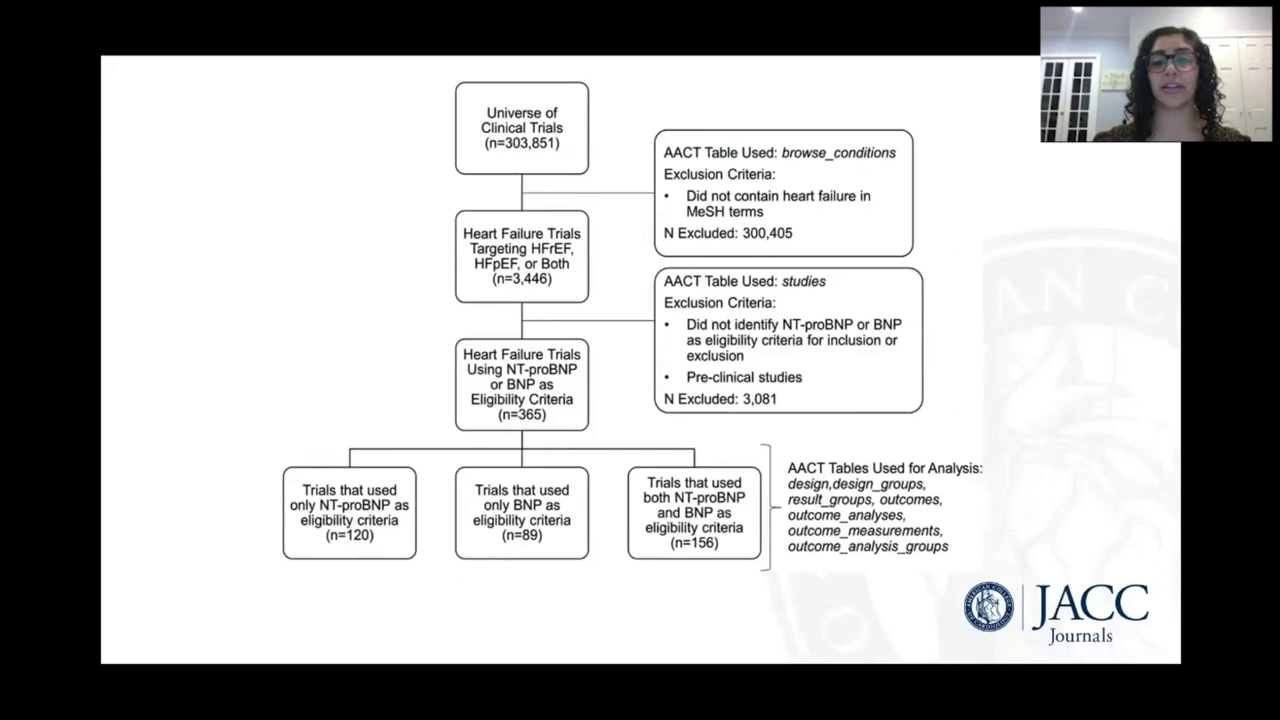 Universe of
Clinical Trials
(n=303,851)
AACT Table Used: browse_conditions
Exclusion Criteria:
• Did not contain heart failure in
MeSH terms
N Excluded: 300,405
Heart Failure Trials
Targeting HFrEF,
HFpEF, or Both
(n=3,446)
AACT Table Used: studies
Exclusion Criteria:
• Did not identify NT-proBNP or BNP
as eligibility criteria for inclusion or
exclusion
• Pre-clinical studies
N Excluded: 3,081
Heart Failure Trials
Using NT-proBNP
or BNP as
Eligibility Criteria
(n=365)
Trials that used
only NT-proBNP as
eligibility criteria
(n=120)
Trials that used
only BNP as
eligibility criteria
(n=89)
Trials that used
both NT-proBNP
and BNP as
eligibility criteria
(n=156)
AACT Tables Used for Analysis:
design,design_groups,
result_groups, outcomes,
outcome_analyses,
outcome_measurements,
outcome_analysis_groups
AN C
JACC
Journals